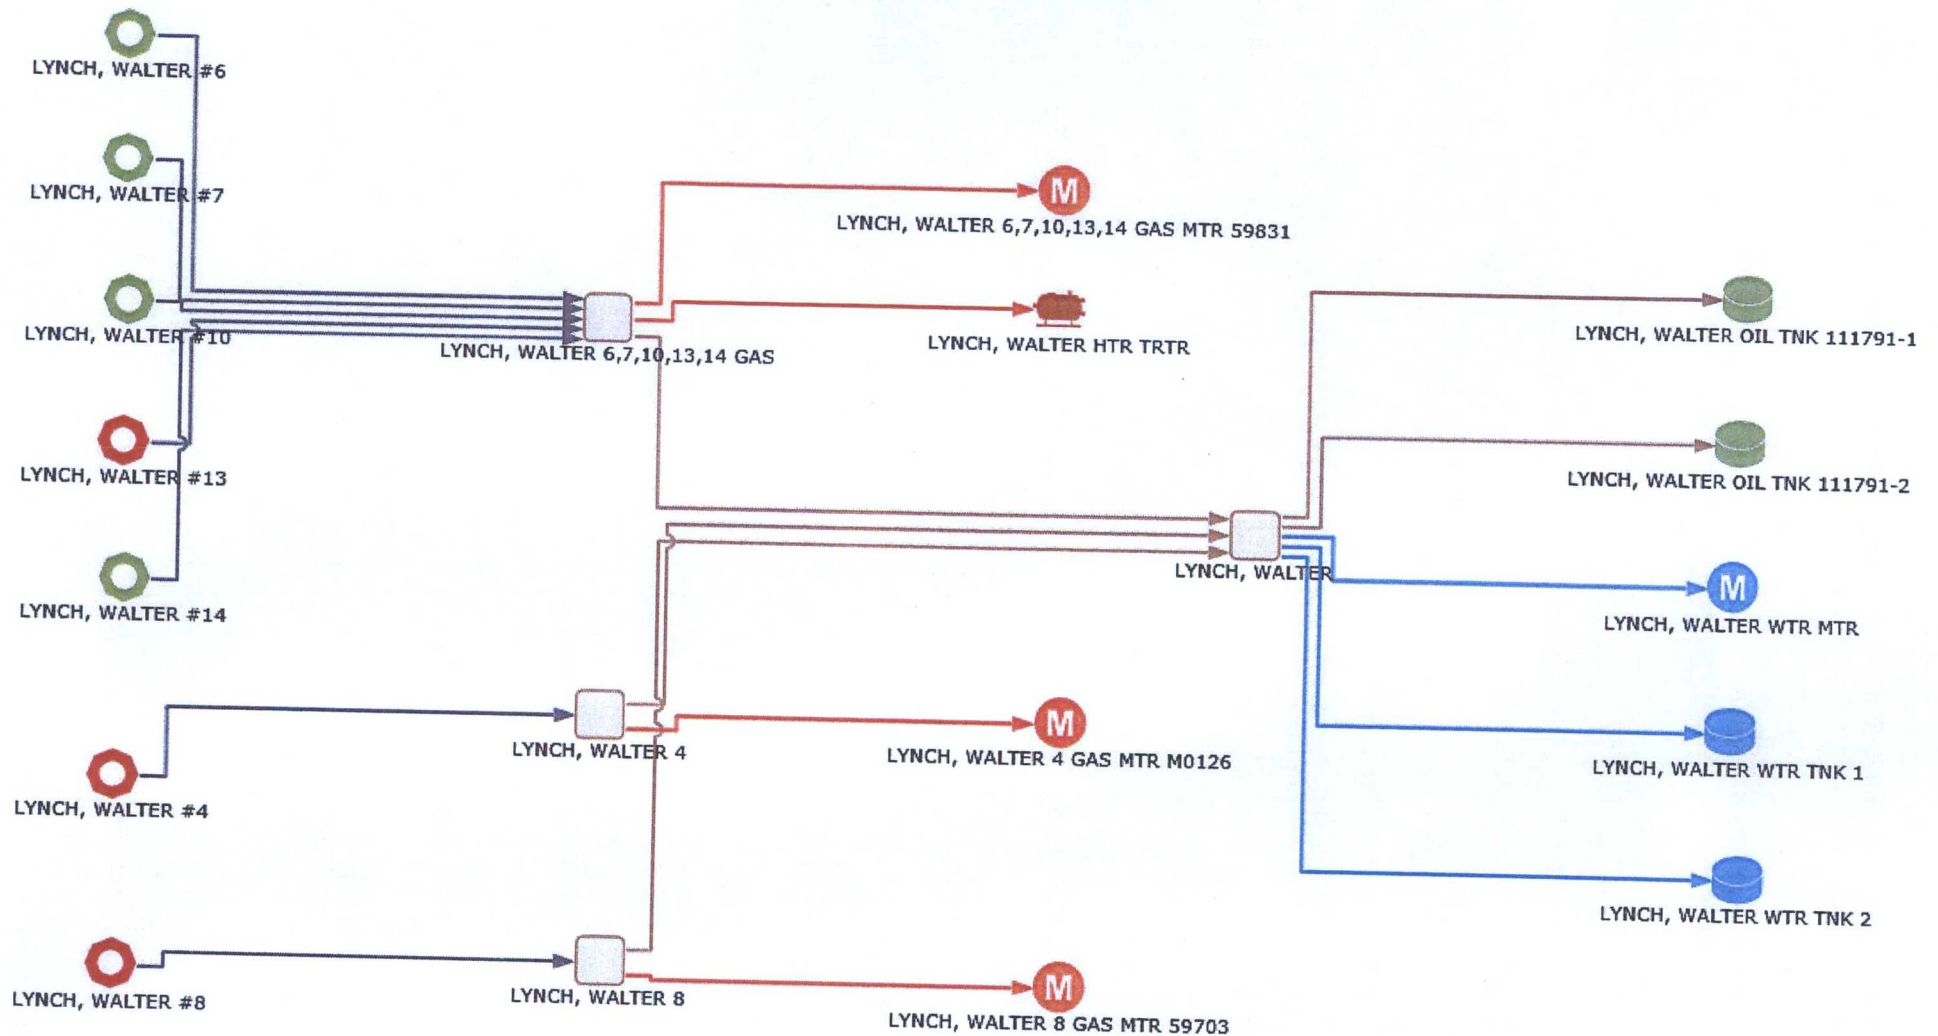 LYNCH, WALTER #6
LYNCH, WALTER #7
M
LYNCH, WALTER 6,7,10,13,14 GAS MTR 59831
LYNCH, WALTER #10
LYNCH, WALTER 6,7,10,13,14 GAS
LYNCH, WALTER HTR TRTR
LYNCH, WALTER OIL TNK 111791-1
LYNCH, WALTER #13
LYNCH, WALTER OIL TNK 111791-2
LYNCH, WALTER
LYNCH, WALTER #14
M
LYNCH, WALTER WTR MTR
LYNCH, WALTER #4
LYNCH, WALTER 4
M
LYNCH, WALTER 4 GAS MTR M0126
LYNCH, WALTER WTR TNK 1
LYNCH, WALTER WTR TNK 2
LYNCH, WALTER #8
LYNCH, WALTER 8
M
LYNCH, WALTER 8 GAS MTR 59703